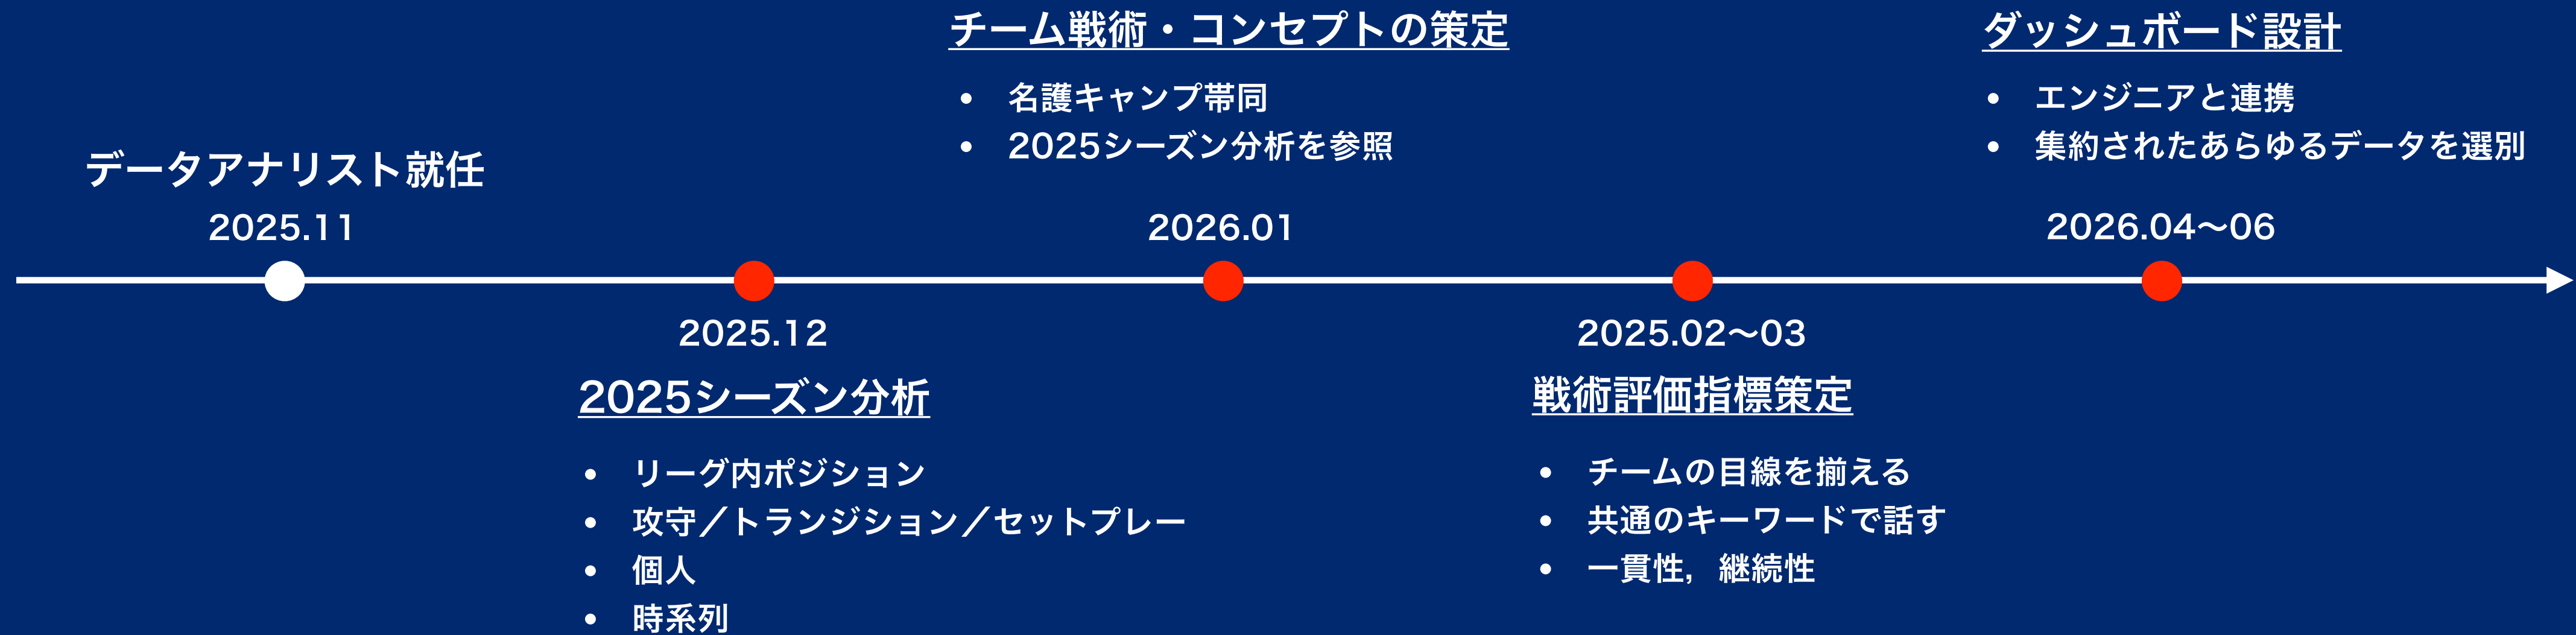 データアナリスト就任
2025.11
2025.12
2025シーズン分析
• リーグ内ポジション
• 攻守／トランジション／セットプレー
• 個人
• 時系列
チーム戦術・コンセプトの策定
• 名護キャンプ帯同
• 2025シーズン分析を参照
2026.01
2025.02〜03
戦術評価指標策定
• チームの目線を揃える
• 共通のキーワードで話す
• 一貫性，継続性
ダッシュボード設計
• エンジニアと連携
• 集約されたあらゆるデータを選別
2026.04〜06